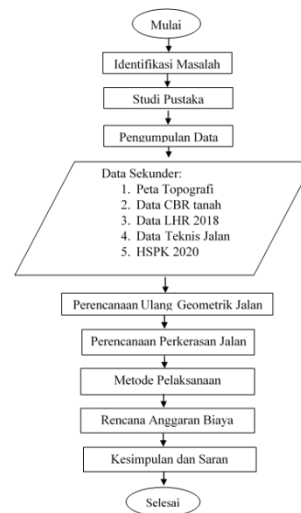 Mulai
Identifikasi Masalah
Studi Pustaka
Pengumpulan Data
Data Sekunder:
1. Peta Topografi
2. Data CBR tanah
3. Data LHR 2018
4. Data Teknis Jalan
5. HSPK 2020
Perencanaan Ulang Geometrik Jalan
Perencanaan Perkerasan Jalan
Metode Pelaksanaan
Rencana Anggaran Biaya
Kesimpulan dan Saran
Selesai